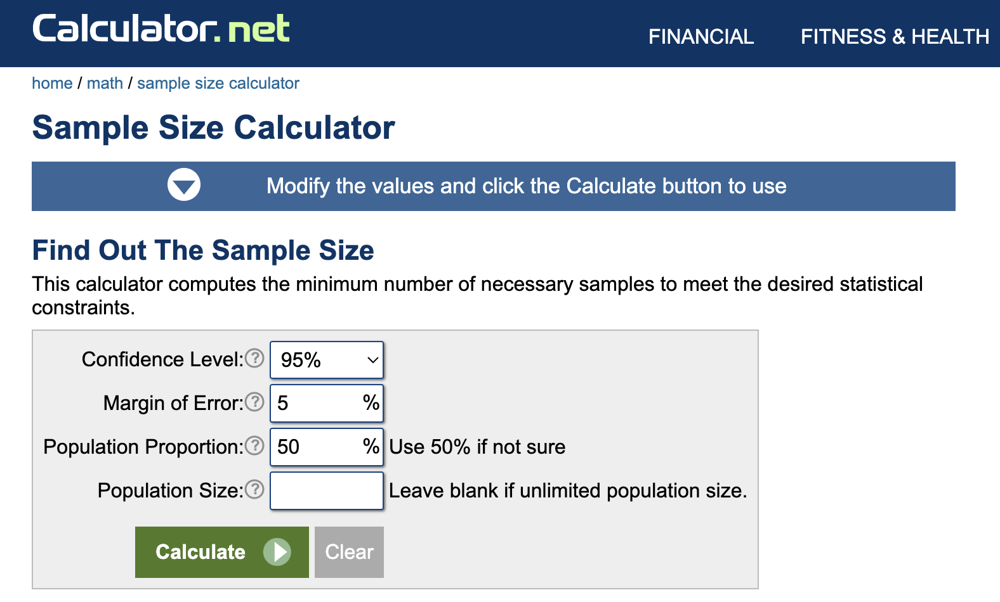 Calculator.net
FINANCIAL FITNESS & HEALTH
home / math / sample size calculator
Sample Size Calculator
Modify the values and click the Calculate button to use
Find Out The Sample Size
This calculator computes the minimum number of necessary samples to meet the desired statistical
constraints.
Confidence Level: ? 95%
Margin of Error: ? 5 %
Population Proportion: ? 50 % Use 50% if not sure
Population Size: ? Leave blank if unlimited population size.
Calculate Clear